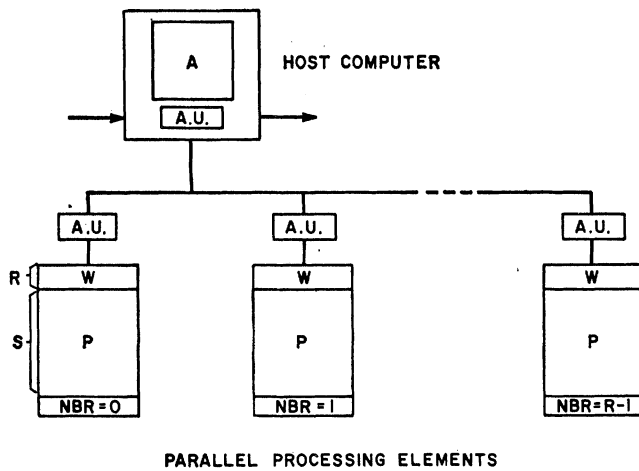 A
HOST COMPUTER
A.U.
A.U. A.U. A.U.
R W W W
S P P P
NBR=0 NBR=1 NBR=R-1
PARALLEL PROCESSING ELEMENTS